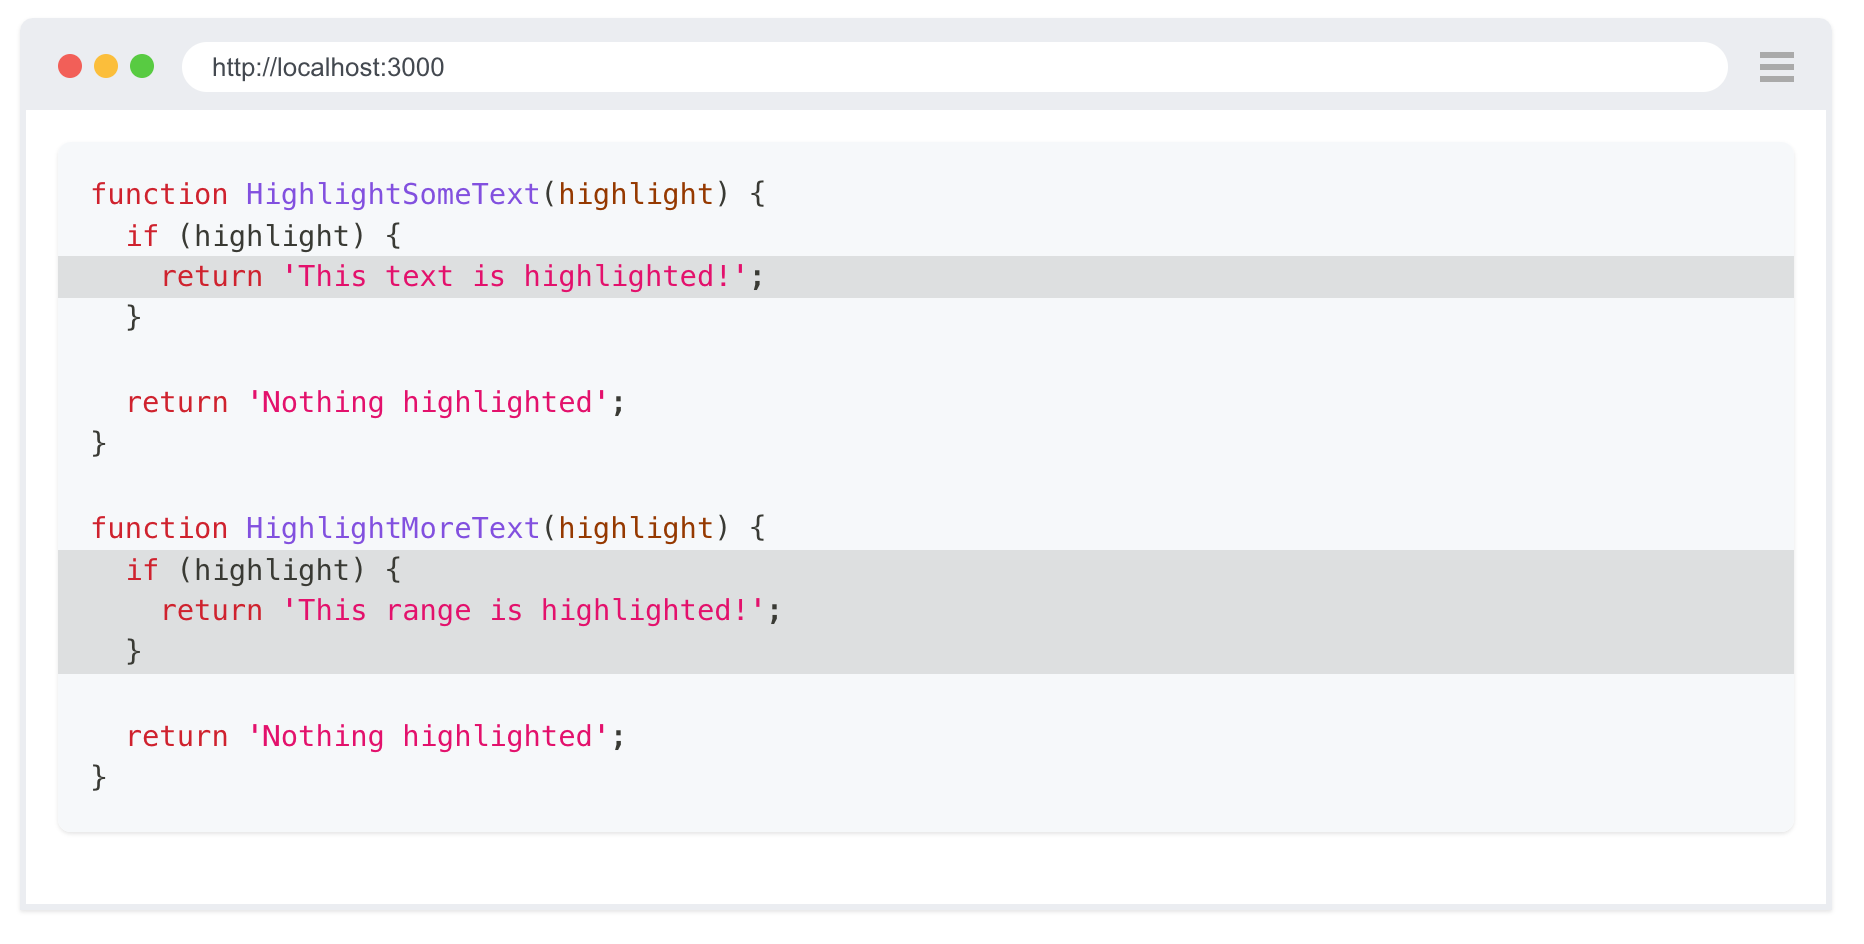 http://localhost:3000
function HighlightSomeText(highlight) {
  if (highlight) {
    return 'This text is highlighted!';
  }

  return 'Nothing highlighted';
}

function HighlightMoreText(highlight) {
  if (highlight) {
    return 'This range is highlighted!';
  }

  return 'Nothing highlighted';
}